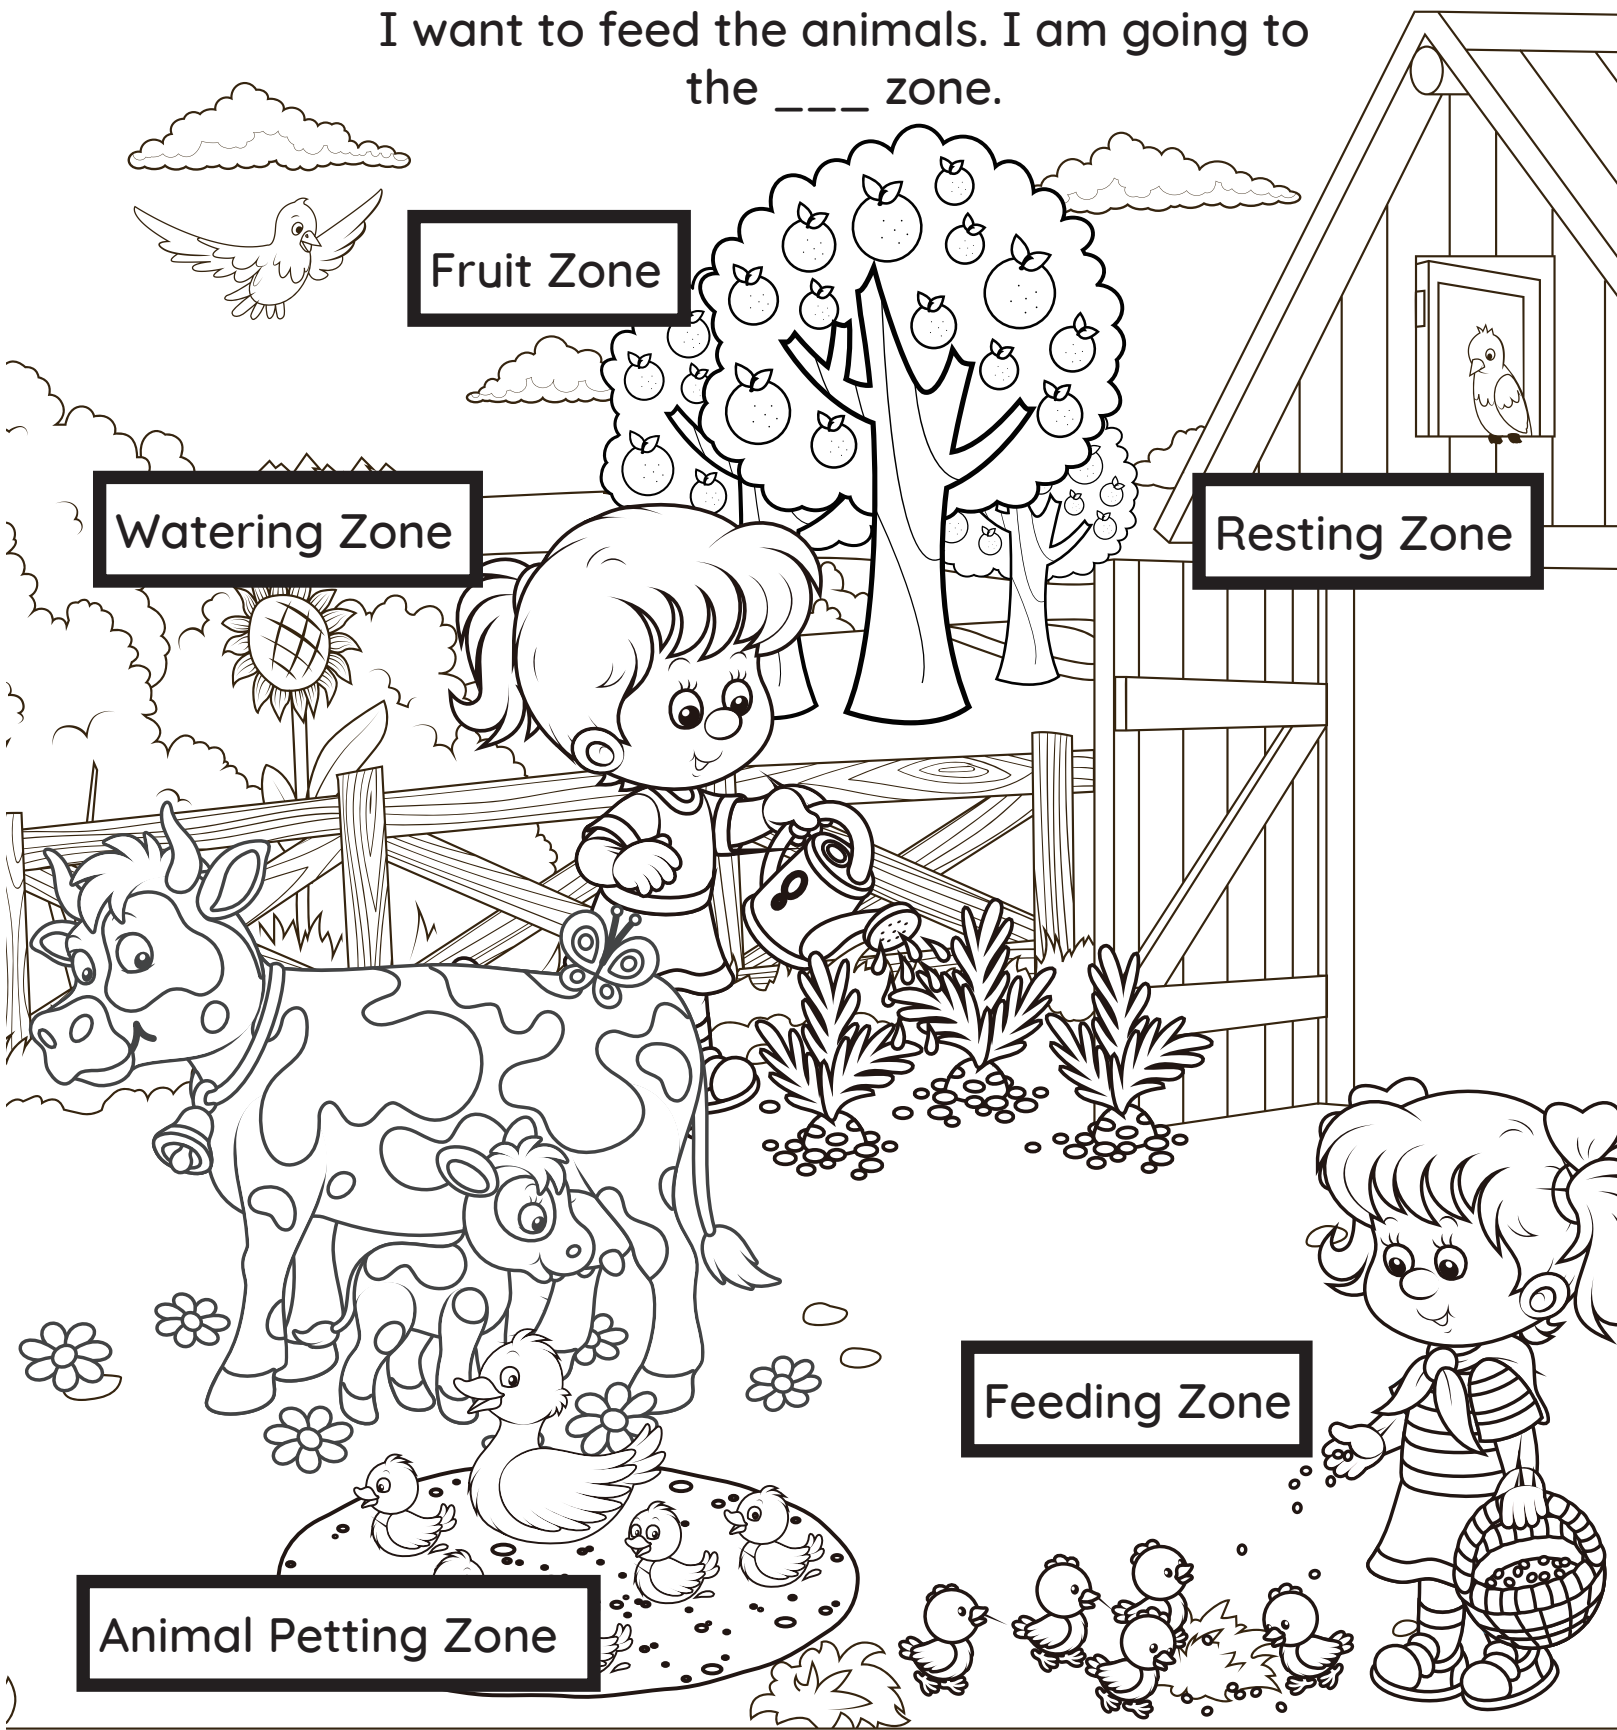 I want to feed the animals. I am going to
the ___ zone.
Fruit Zone
Watering Zone
Resting Zone
Feeding Zone
Animal Petting Zone